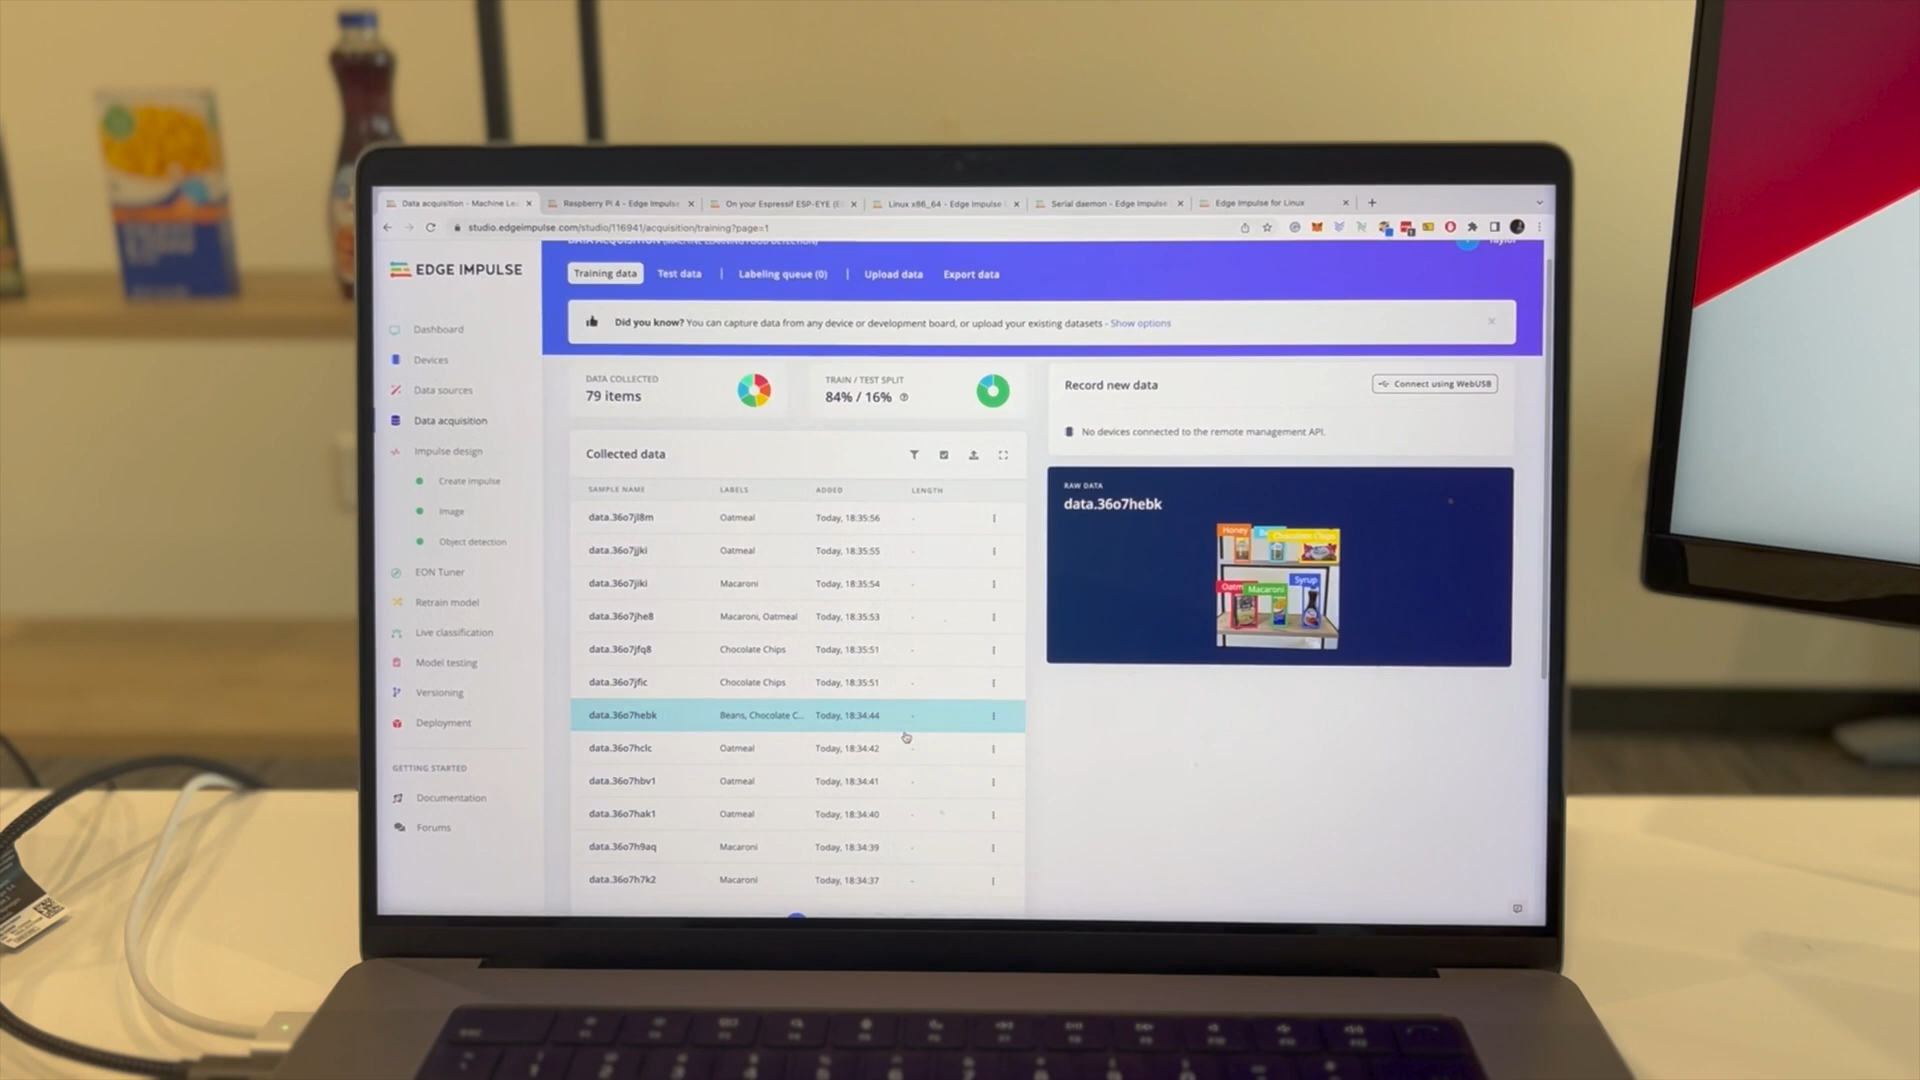 Data acquisition - Machine Le
Raspberry Pi 4 - Edge Impulse
On your Espressif ESP-EYE (E
Linux x86_64 - Edge Impulse
Serial daemon - Edge Impulse
Edge Impulse for Linux
studio.edgeimpulse.com/studio/116941/acquisition/training?page=1
EDGE IMPULSE
Dashboard
Devices
Data sources
Data acquisition
Impulse design
Create impulse
Image
Object detection
EON Tuner
Retrain model
Live classification
Model testing
Versioning
Deployment
GETTING STARTED
Documentation
Forums
DATA ACQUISITION (MACHINE LEARNING FOOD DETECTION)
Taylor
Training data
Test data
Labeling queue (0)
Upload data
Export data
Did you know? You can capture data from any device or development board, or upload your existing datasets - Show options
DATA COLLECTED
79 items
TRAIN / TEST SPLIT
84% / 16%
Collected data
SAMPLE NAME LABELS ADDED LENGTH
data.36o7jl8m Oatmeal Today, 18:35:56 -
data.36o7jjki Oatmeal Today, 18:35:55 -
data.36o7jiki Macaroni Today, 18:35:54 -
data.36o7jhe8 Macaroni, Oatmeal Today, 18:35:53 -
data.36o7jfq8 Chocolate Chips Today, 18:35:51 -
data.36o7jfic Chocolate Chips Today, 18:35:51 -
data.36o7hebk Beans, Chocolate C... Today, 18:34:44 -
data.36o7hclc Oatmeal Today, 18:34:42 -
data.36o7hbv1 Oatmeal Today, 18:34:41 -
data.36o7hak1 Oatmeal Today, 18:34:40 -
data.36o7h9aq Macaroni Today, 18:34:39 -
data.36o7h7k2 Macaroni Today, 18:34:37 -
Record new data
Connect using WebUSB
No devices connected to the remote management API.
RAW DATA
data.36o7hebk
Honey
Chocolate Chips
Oatm
Macaroni
Syrup